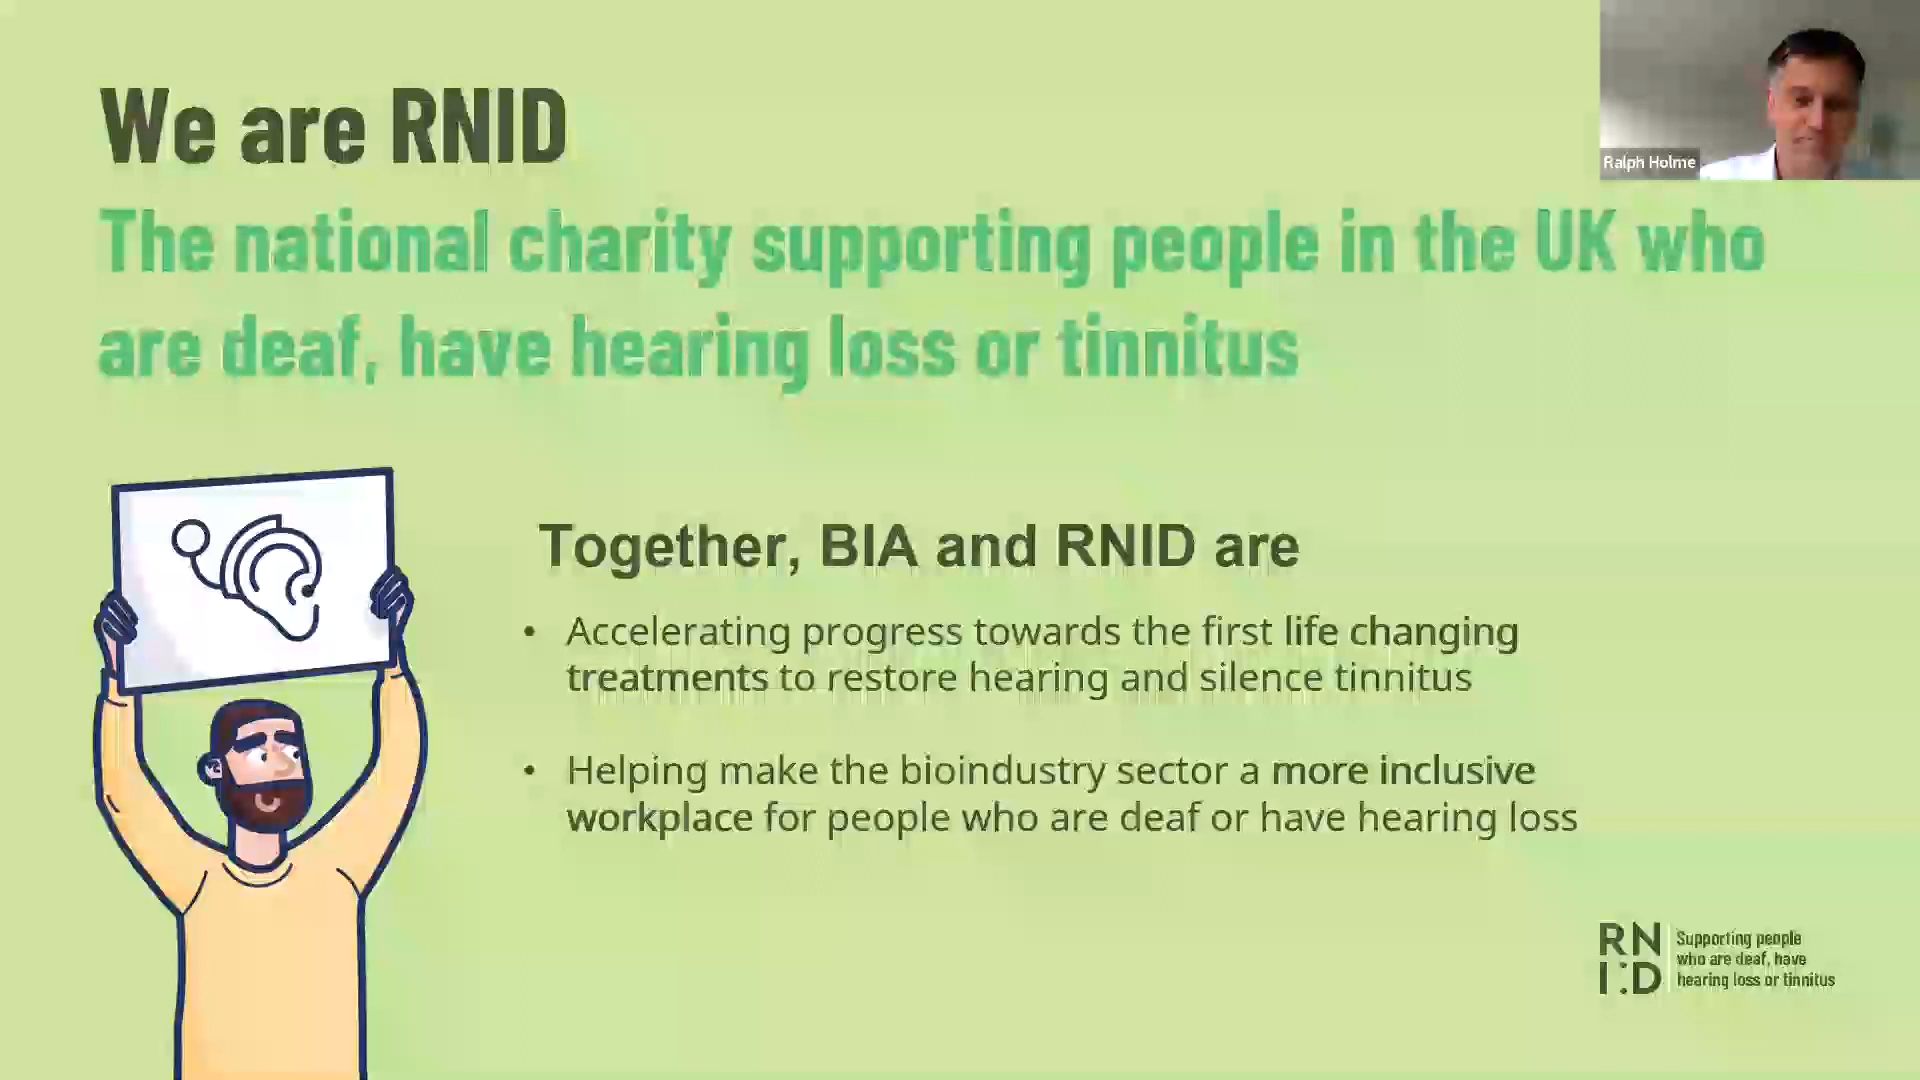 We are RNID
Ralph Holme
The national charity supporting people in the UK who
are deaf, have hearing loss or tinnitus
Together, BIA and RNID are
• Accelerating progress towards the first life changing
treatments to restore hearing and silence tinnitus
• Helping make the bioindustry sector a more inclusive
workplace for people who are deaf or have hearing loss
RN
I:D
Supporting people
who are deaf, have
hearing loss or tinnitus